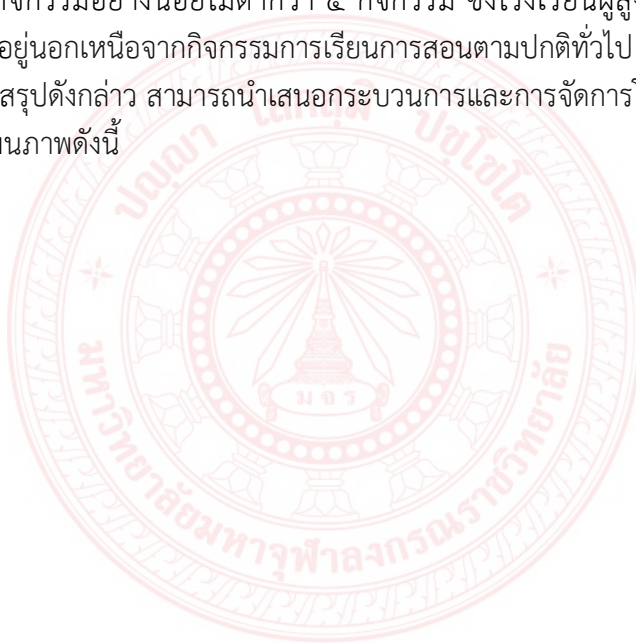 กิจกรรมอย่างน้อยไม่ต่ำกว่า ๔ กิจกรรม ซึ่งโรงเรียนผู้สูง
อยู่นอกเหนือจากกิจกรรมการเรียนการสอนตามปกติทั่วไป
สรุปดังกล่าว สามารถนำเสนอกระบวนการและการจัดการ
นภาพดังนี้
ปญฺญา โลกสฺมิ ปชฺโชโต
มจร
มหาวิทยาลัยมหาจุฬาลงกรณราชวิทยาลัย